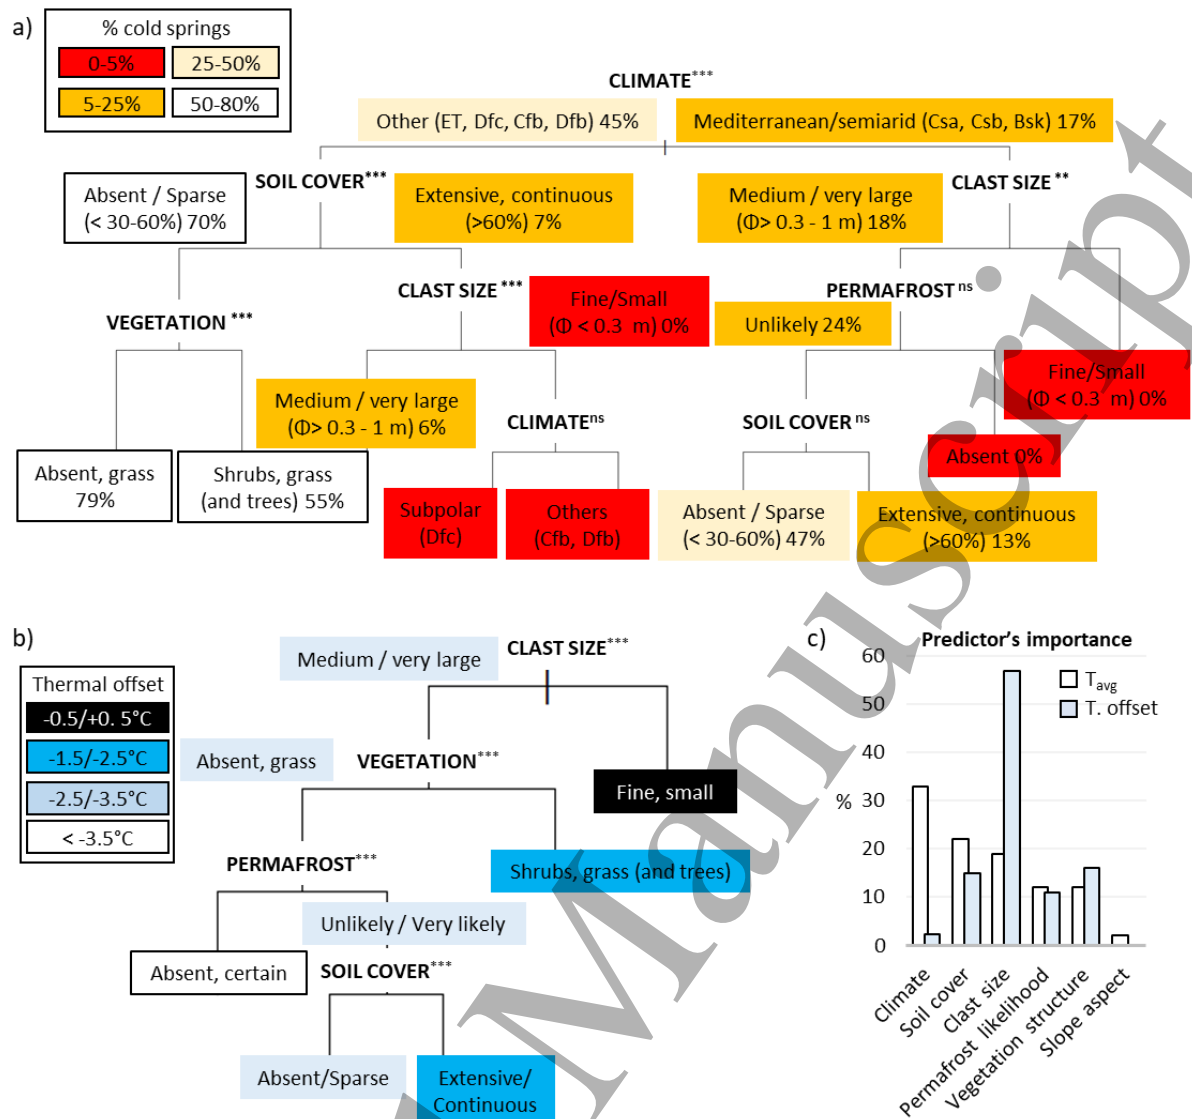 a)
% cold springs
0-5%
25-50%
5-25%
50-80%
CLIMATE***
Other (ET, Dfc, Cfb, Dfb) 45%
Mediterranean/semiarid (Csa, Csb, Bsk) 17%
SOIL COVER***
Absent / Sparse
(< 30-60%) 70%
Extensive, continuous
(>60%) 7%
Medium / very large
(Φ> 0.3 - 1 m) 18%
CLAST SIZE **
VEGETATION ***
CLAST SIZE ***
Fine/Small
(Φ < 0.3 m) 0%
PERMAFROST ns
Unlikely 24%
Medium / very large
(Φ> 0.3 - 1 m) 6%
CLIMATE ns
SOIL COVER ns
Fine/Small
(Φ < 0.3 m) 0%
Absent 0%
Absent, grass
79%
Shrubs, grass
(and trees) 55%
Subpolar
(Dfc)
Others
(Cfb, Dfb)
Absent / Sparse
(< 30-60%) 47%
Extensive, continuous
(>60%) 13%
b)
Thermal offset
-0.5/+0. 5°C
-1.5/-2.5°C
-2.5/-3.5°C
< -3.5°C
CLAST SIZE***
Medium / very large
VEGETATION***
Absent, grass
Fine, small
PERMAFROST***
Shrubs, grass (and trees)
Unlikely / Very likely
Absent, certain
SOIL COVER***
Absent/Sparse
Extensive/
Continuous
c)
Predictor's importance
Tavg
T. offset
%
60
50
40
30
20
10
0
Climate
Soil cover
Clast size
Permafrost likelihood
Vegetation structure
Slope aspect
Manuscript